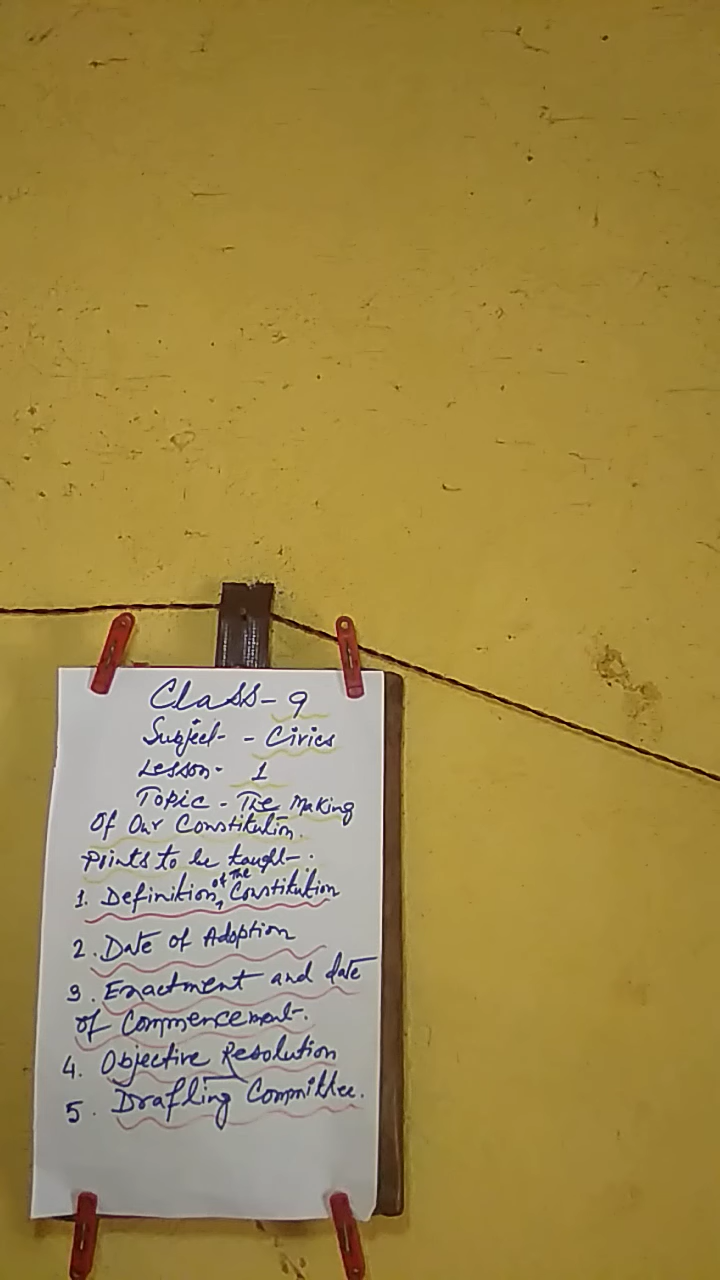 Class - 9
Subject - Civics
Lesson - 1
Topic - The Making
Of Our Constitution.
Points to be taught - .
1. Definition of the Constitution
2. Date of Adoption
3. Enactment and date
of Commencement.
4. Objective Resolution
5. Drafting Committee.